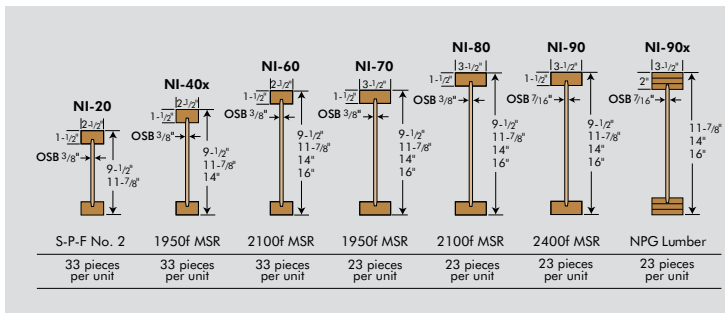 NI-20
2-1/2"
1-1/2"
OSB 3/8"
9-1/2"
11-7/8"
S-P-F No. 2
33 pieces
per unit
NI-40x
2-1/2"
1-1/2"
OSB 3/8"
9-1/2"
11-7/8"
14"
1950f MSR
33 pieces
per unit
NI-60
2-1/2"
1-1/2"
OSB 3/8"
9-1/2"
11-7/8"
14"
16"
2100f MSR
33 pieces
per unit
NI-70
3-1/2"
1-1/2"
OSB 3/8"
9-1/2"
11-7/8"
14"
16"
1950f MSR
23 pieces
per unit
NI-80
3-1/2"
1-1/2"
OSB 3/8"
9-1/2"
11-7/8"
14"
16"
2100f MSR
23 pieces
per unit
NI-90
3-1/2"
1-1/2"
OSB 7/16"
9-1/2"
11-7/8"
14"
16"
2400f MSR
23 pieces
per unit
NI-90x
3-1/2"
2"
OSB 7/16"
11-7/8"
14"
16"
NPG Lumber
23 pieces
per unit